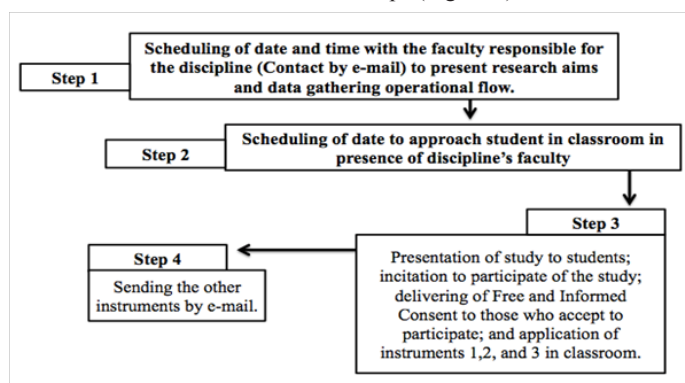 Scheduling of date and time with the faculty responsible for
the discipline (Contact by e-mail) to present research aims
and data gathering operational flow.
Step 1
Scheduling of date to approach student in classroom in
presence of discipline's faculty
Step 2
Step 3
Presentation of study to students;
incitation to participate of the study;
delivering of Free and Informed
Consent to those who accept to
participate; and application of
instruments 1,2, and 3 in classroom.
Step 4
Sending the other
instruments by e-mail.